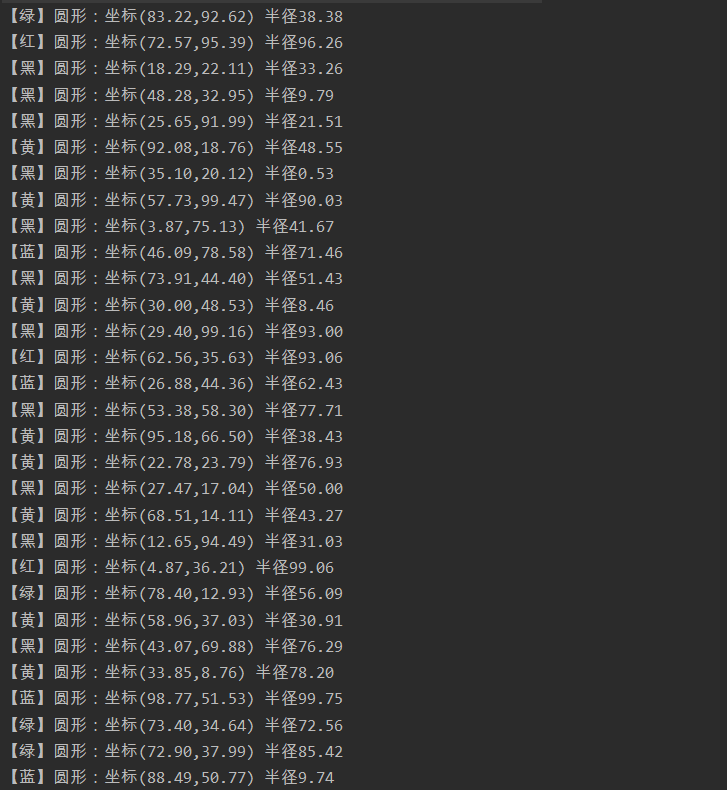 【绿】圆形：坐标(83.22,92.62) 半径38.38
【红】圆形：坐标(72.57,95.39) 半径96.26
【黑】圆形：坐标(18.29,22.11) 半径33.26
【黑】圆形：坐标(48.28,32.95) 半径9.79
【黑】圆形：坐标(25.65,91.99) 半径21.51
【黄】圆形：坐标(92.08,18.76) 半径48.55
【黑】圆形：坐标(35.10,20.12) 半径0.53
【黄】圆形：坐标(57.73,99.47) 半径90.03
【黑】圆形：坐标(3.87,75.13) 半径41.67
【蓝】圆形：坐标(46.09,78.58) 半径71.46
【黑】圆形：坐标(73.91,44.40) 半径51.43
【黄】圆形：坐标(30.00,48.53) 半径8.46
【黑】圆形：坐标(29.40,99.16) 半径93.00
【红】圆形：坐标(62.56,35.63) 半径93.06
【蓝】圆形：坐标(26.88,44.36) 半径62.43
【黑】圆形：坐标(53.38,58.30) 半径77.71
【黄】圆形：坐标(95.18,66.50) 半径38.43
【黄】圆形：坐标(22.78,23.79) 半径76.93
【黑】圆形：坐标(27.47,17.04) 半径50.00
【黄】圆形：坐标(68.51,14.11) 半径43.27
【黑】圆形：坐标(12.65,94.49) 半径31.03
【红】圆形：坐标(4.87,36.21) 半径99.06
【绿】圆形：坐标(78.40,12.93) 半径56.09
【黄】圆形：坐标(58.96,37.03) 半径30.91
【黑】圆形：坐标(43.07,69.88) 半径76.29
【黄】圆形：坐标(33.85,8.76) 半径78.20
【蓝】圆形：坐标(98.77,51.53) 半径99.75
【绿】圆形：坐标(73.40,34.64) 半径72.56
【绿】圆形：坐标(72.90,37.99) 半径85.42
【蓝】圆形：坐标(88.49,50.77) 半径9.74